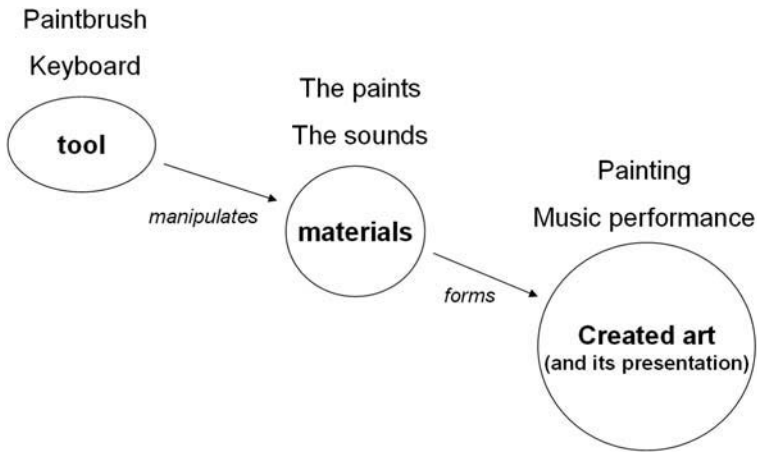 Paintbrush
Keyboard
tool
manipulates
The paints
The sounds
materials
forms
Painting
Music performance
Created art
(and its presentation)